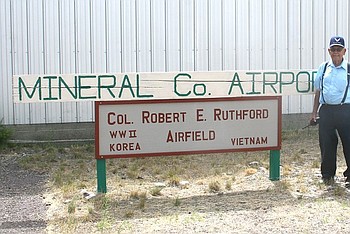 MINERAL CO. AIRPO
COL. ROBERT E. RUTHFORD
WW II AIRFIELD
KOREA VIETNAM